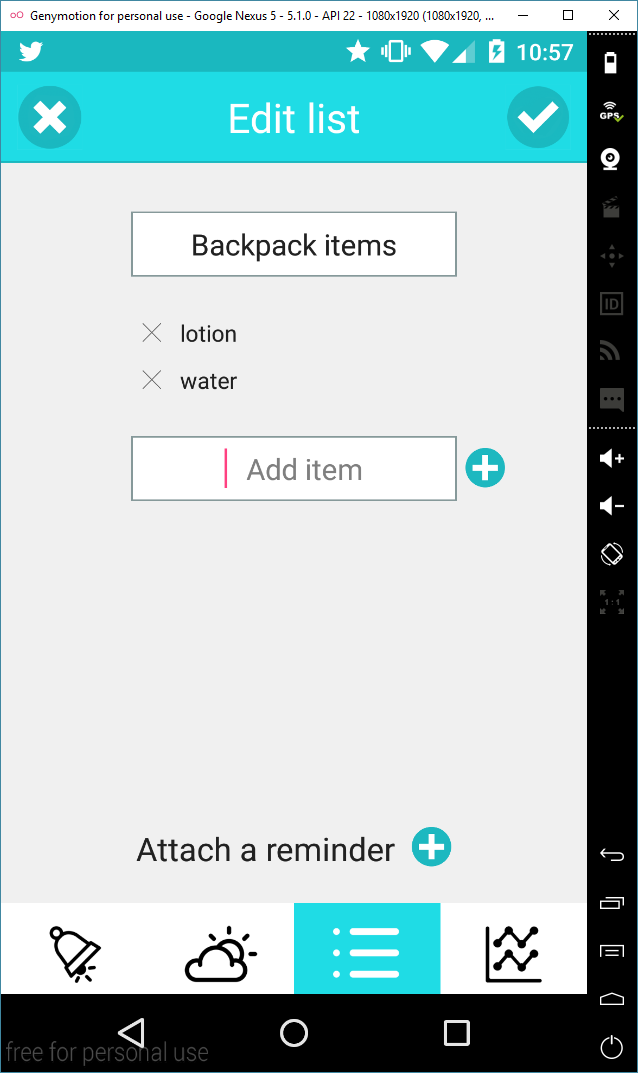 Genymotion for personal use - Google Nexus 5 - 5.1.0 - API 22 - 1080x1920 (1080x1920, ...
10:57
GPS
Edit list
Backpack items
ID
lotion
water
Add item
1:1
Attach a reminder
free for personal use